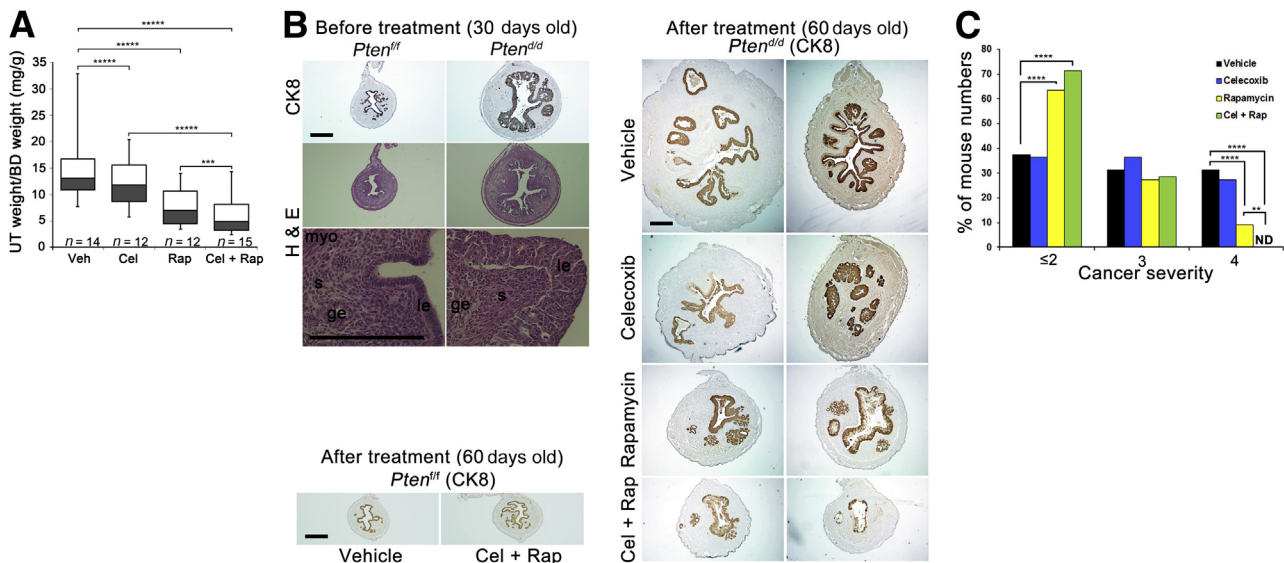 A
UT weight/BD weight (mg/g)
35
30
25
20
15
10
5
0
*****
*****
*****
*****
***
n = 14
n = 12
n = 12
n = 15
Veh
Cel
Rap
Cel + Rap
B
Before treatment (30 days old)
Pten^f/f
Pten^d/d
CK8
H & E
myo
s
ge
le
ge
s
le
After treatment (60 days old)
Pten^f/f (CK8)
Vehicle
Cel + Rap
After treatment (60 days old)
Pten^d/d (CK8)
Vehicle
Celecoxib
Rapamycin
Cel + Rap
C
% of mouse numbers
80
70
60
50
40
30
20
10
0
****
****
****
****
**
ND
Vehicle
Celecoxib
Rapamycin
Cel + Rap
≤2
3
4
Cancer severity